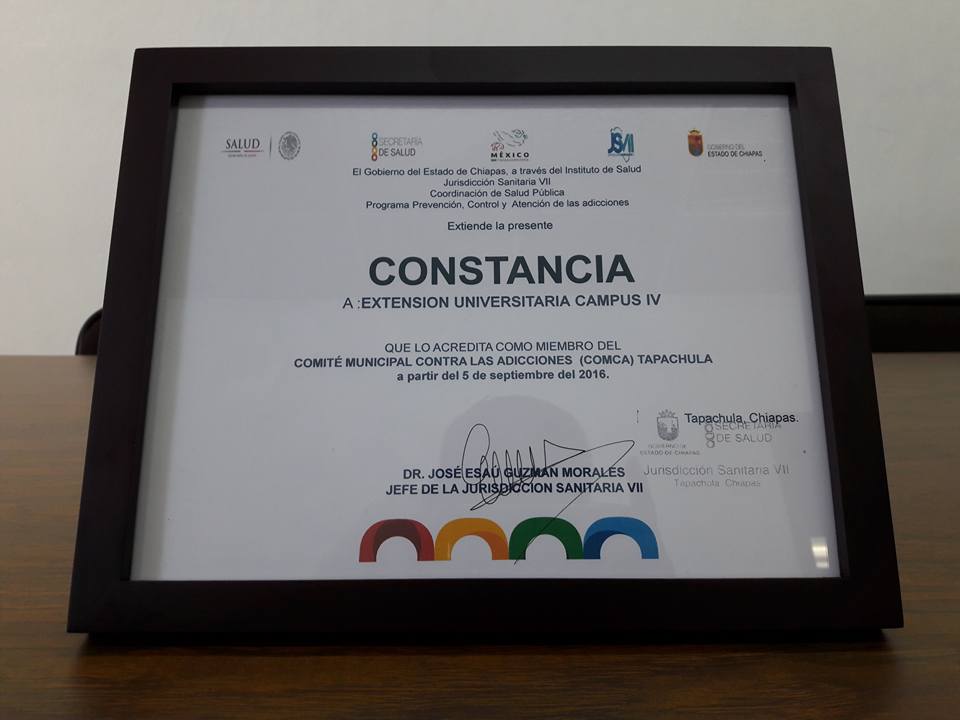 SALUD
SECRETARÍA
DE SALUD
MÉXICO
GOBIERNO DEL
ESTADO DE CHIAPAS
El Gobierno del Estado de Chiapas, a través del Instituto de Salud
Jurisdicción Sanitaria VII
Coordinación de Salud Pública
Programa Prevención, Control y Atención de las adicciones
Extiende la presente
CONSTANCIA
A :EXTENSION UNIVERSITARIA CAMPUS IV
QUE LO ACREDITA COMO MIEMBRO DEL
COMITÉ MUNICIPAL CONTRA LAS ADICCIONES (COMCA) TAPACHULA
a partir del 5 de septiembre del 2016.
Tapachula, Chiapas.
SECRETARÍA
DE SALUD
GOBIERNO DE
ESTADO DE CHIAPAS
Jurisdicción Sanitaria VII
Tapachula, Chiapas
DR. JOSÉ ESAÚ GUZMÁN MORALES
JEFE DE LA JURISDICCION SANITARIA VII